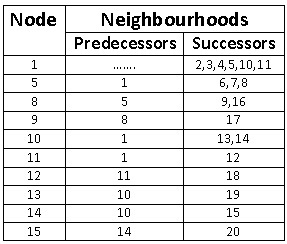 Node Neighbourhoods
Predecessors Successors
1 ....... 2,3,4,5,10,11
5 1 6,7,8
8 5 9,16
9 8 17
10 1 13,14
11 1 12
12 11 18
13 10 19
14 10 15
15 14 20